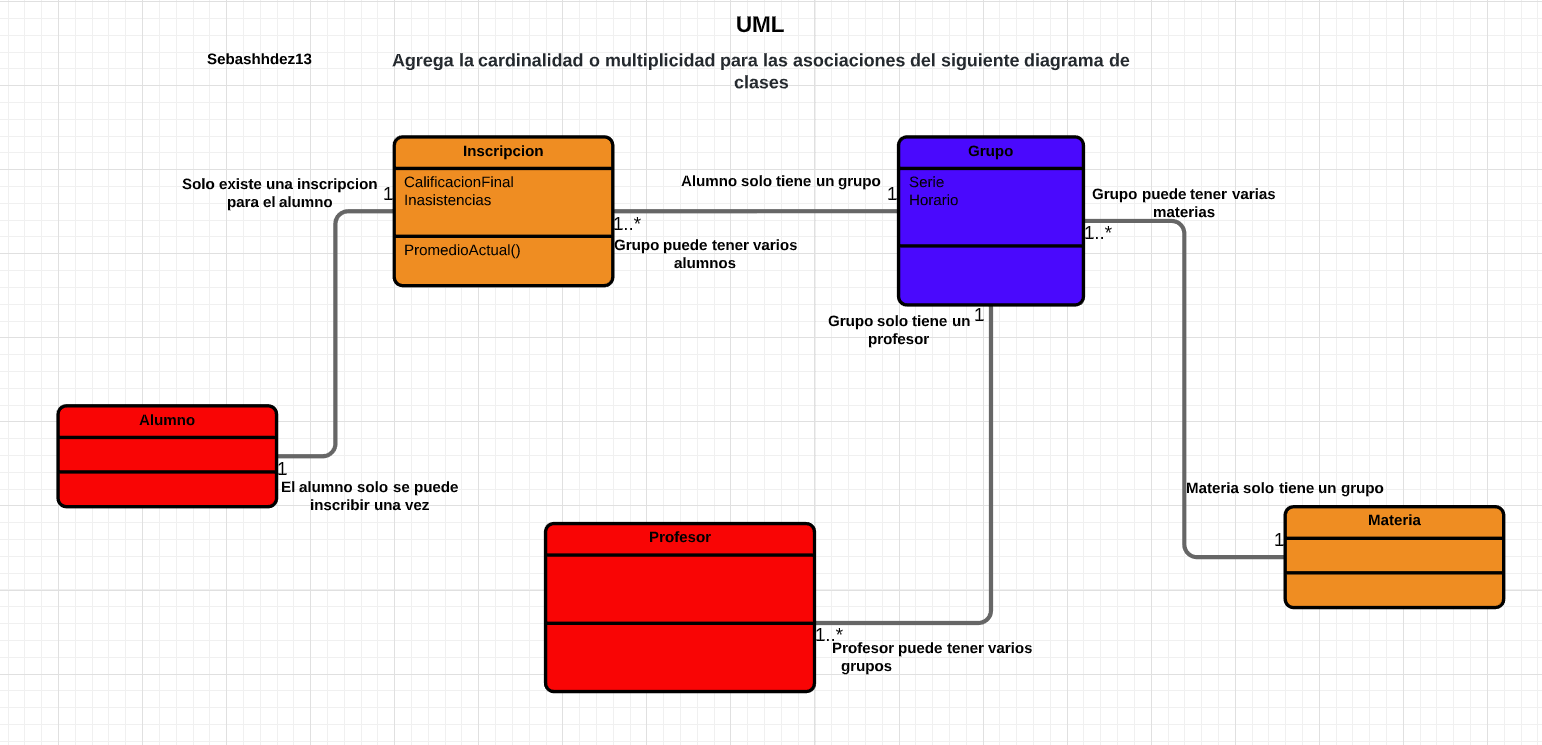 UML
Sebashhdez13
Agrega la cardinalidad o multiplicidad para las asociaciones del siguiente diagrama de
clases
Inscripcion
CalificacionFinal
Inasistencias
PromedioActual()
Solo existe una inscripcion
para el alumno
1
Alumno solo tiene un grupo
1
1..*
Grupo puede tener varios
alumnos
Grupo
Serie
Horario
Grupo puede tener varias
materias
1..*
Grupo solo tiene un
profesor
1
Alumno
1
El alumno solo se puede
inscribir una vez
Materia solo tiene un grupo
Materia
1
Profesor
1..*
Profesor puede tener varios
grupos